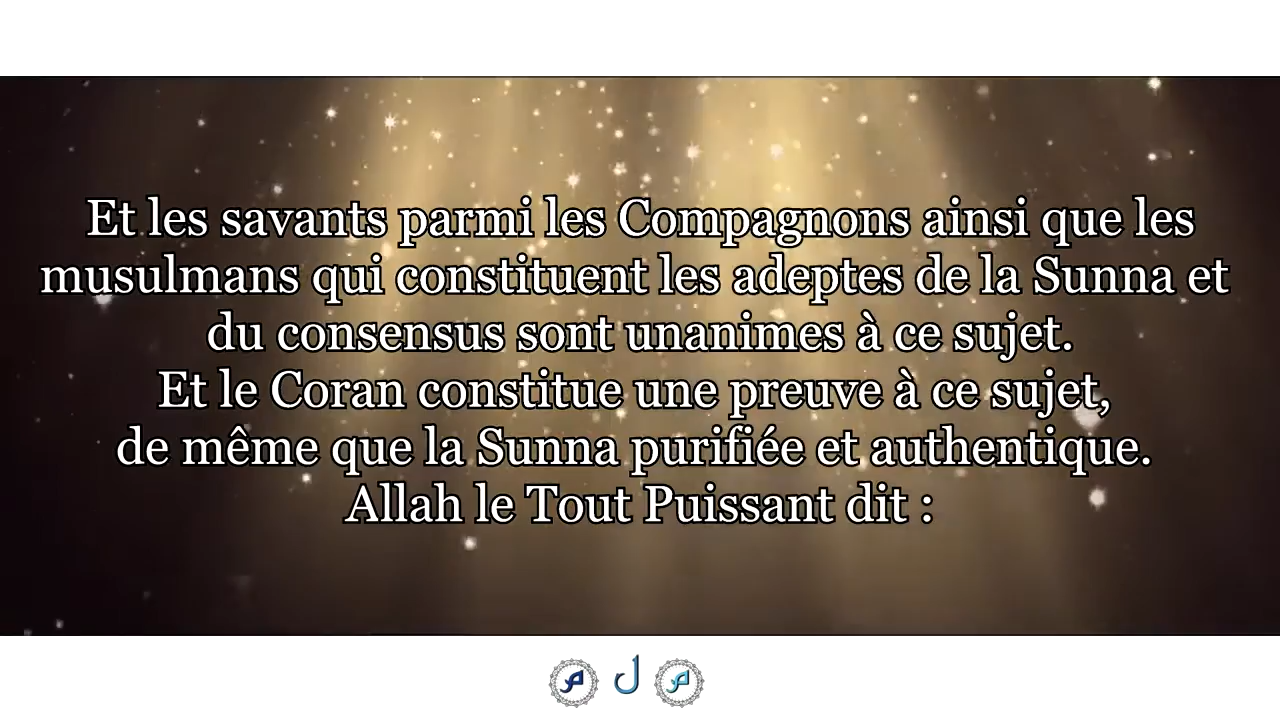 Et les savants parmi les Compagnons ainsi que les
musulmans qui constituent les adeptes de la Sunna et
du consensus sont unanimes à ce sujet.
Et le Coran constitue une preuve à ce sujet,
de même que la Sunna purifiée et authentique.
Allah le Tout Puissant dit :
م ل م